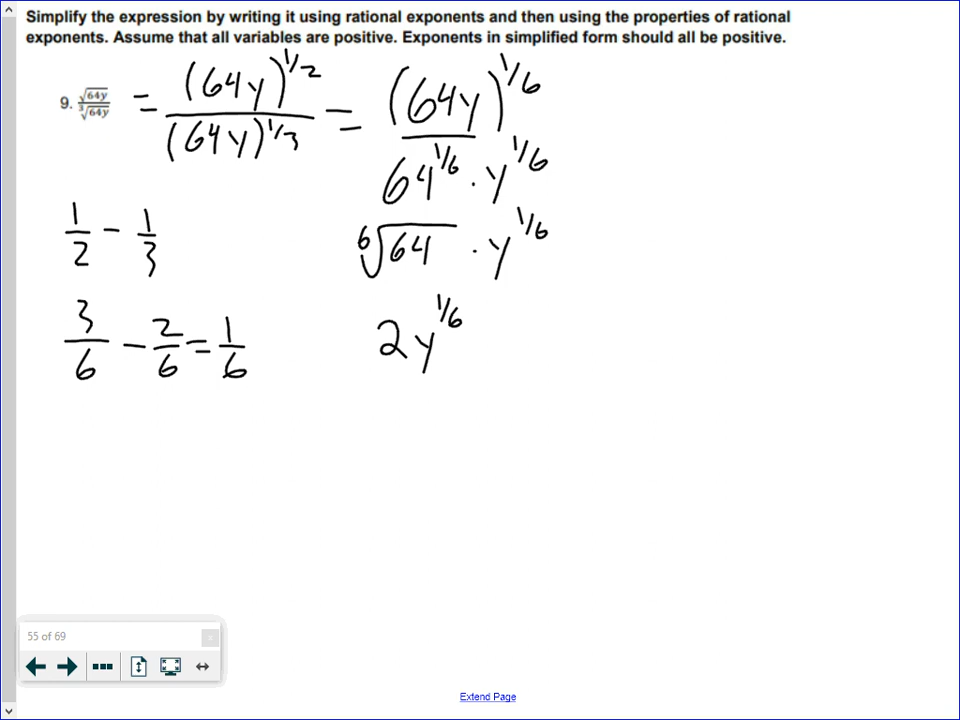 Simplify the expression by writing it using rational exponents and then using the properties of rational
exponents. Assume that all variables are positive. Exponents in simplified form should all be positive.
9. √64y / ∛64y = (64y)^1/2 / (64y)^1/3 = (64y)^1/6
64^1/6 · y^1/6
1/2 - 1/3
⁶√64 · y^1/6
3/6 - 2/6 = 1/6
2y^1/6
55 of 69
Extend Page